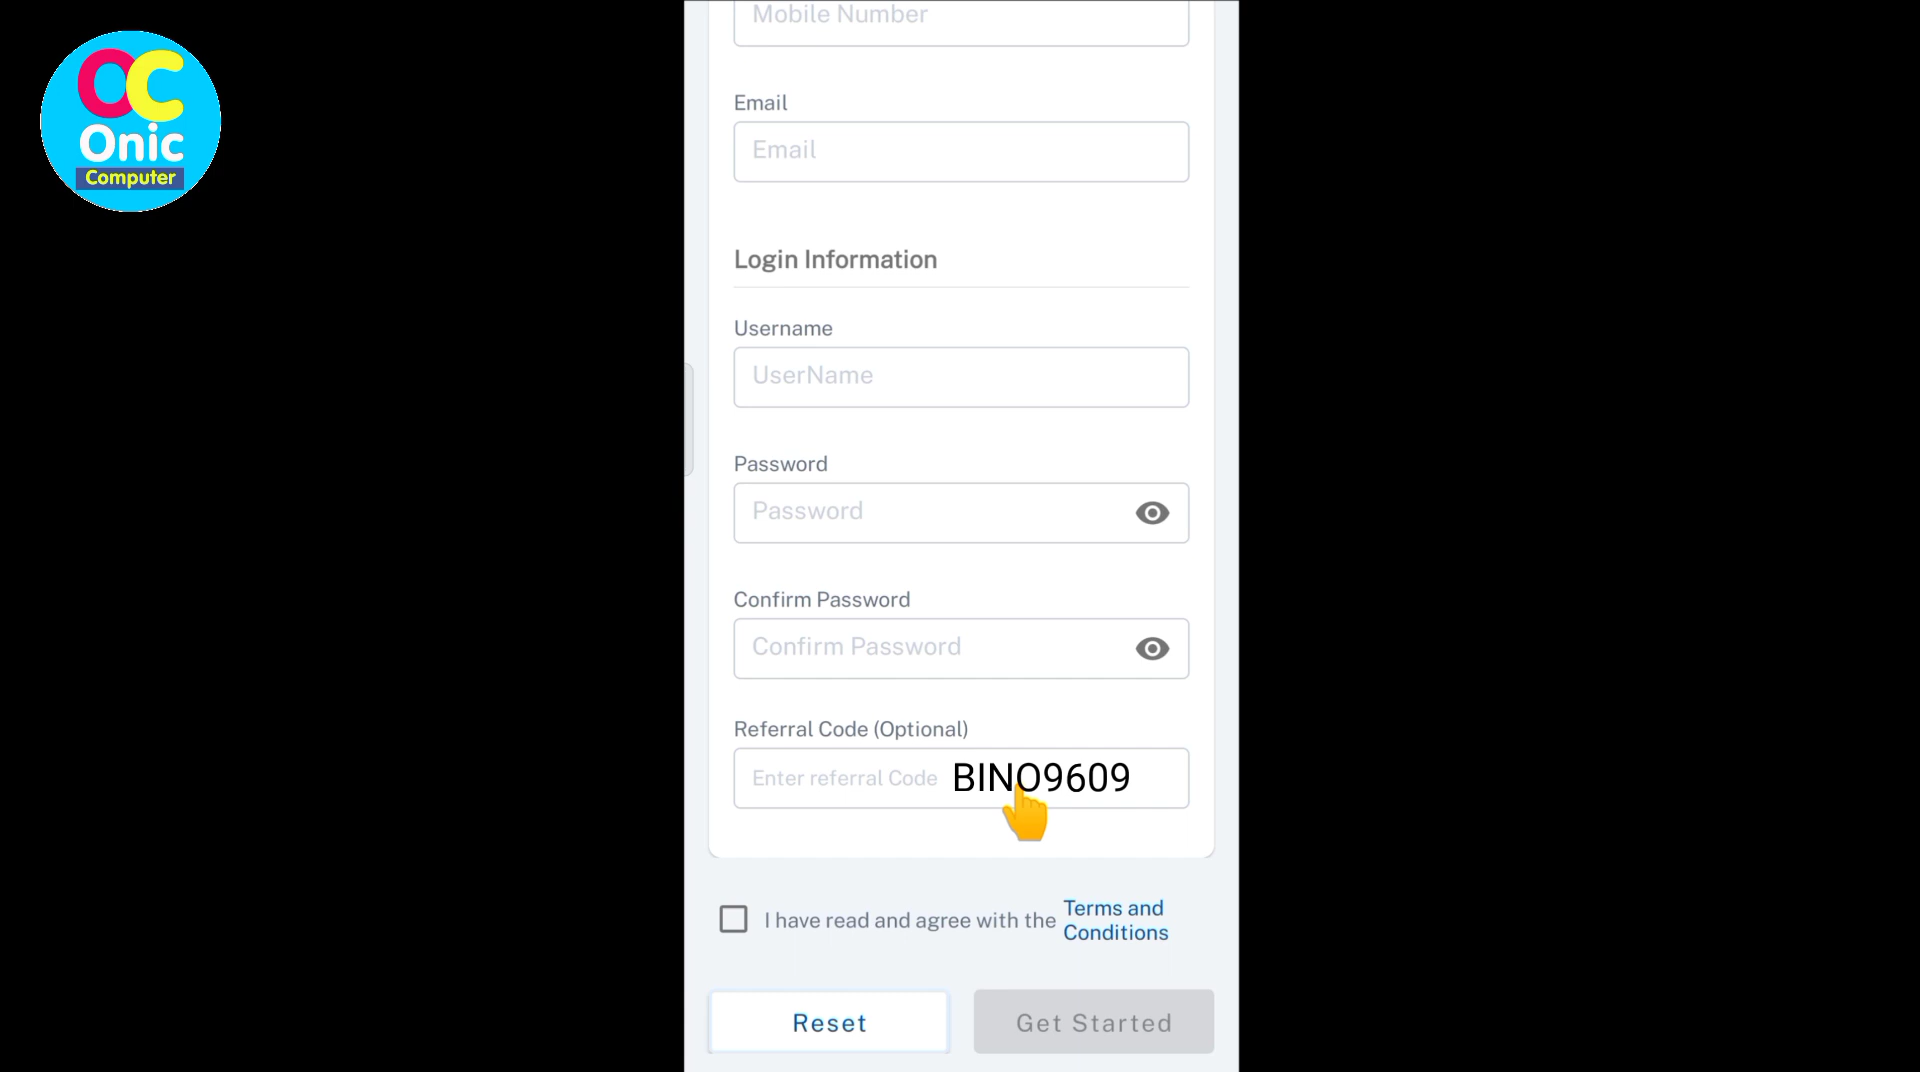 OC
Onic
Computer
Mobile Number
Email
Email
Login Information
Username
UserName
Password
Password
Confirm Password
Confirm Password
Referral Code (Optional)
Enter referral Code BINO9609
I have read and agree with the Terms and Conditions
Reset
Get Started